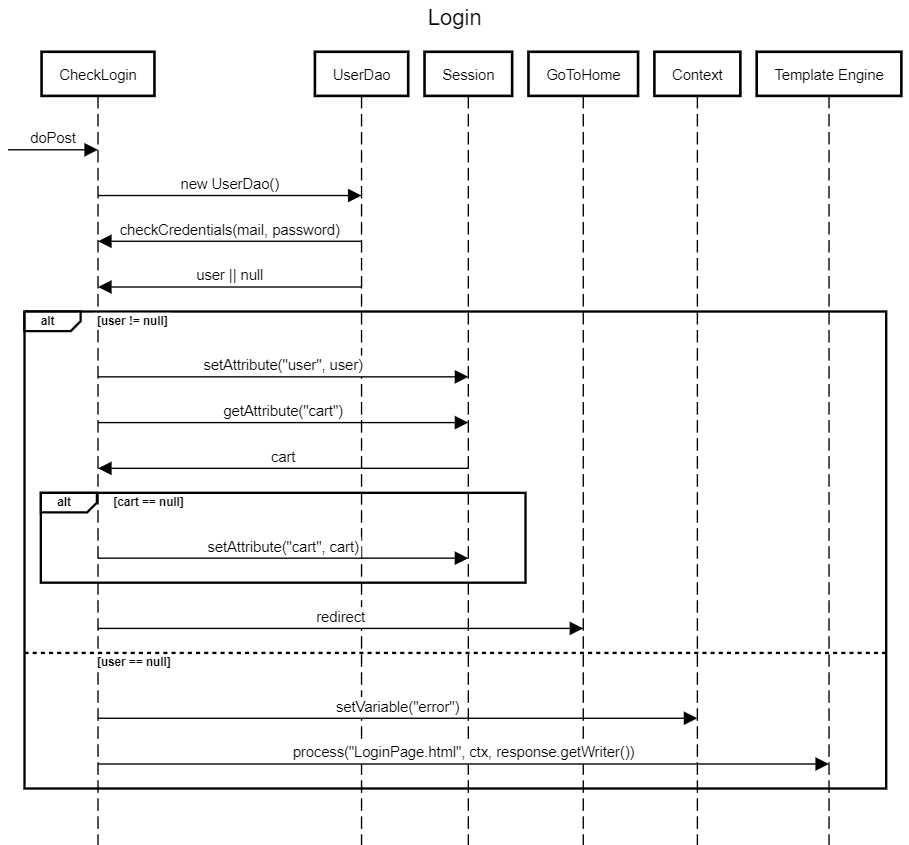 Login
CheckLogin
UserDao
Session
GoToHome
Context
Template Engine
doPost
new UserDao()
checkCredentials(mail, password)
user || null
alt
[user != null]
setAttribute("user", user)
getAttribute("cart")
cart
alt
[cart == null]
setAttribute("cart", cart)
redirect
[user == null]
setVariable("error")
process("LoginPage.html", ctx, response.getWriter())